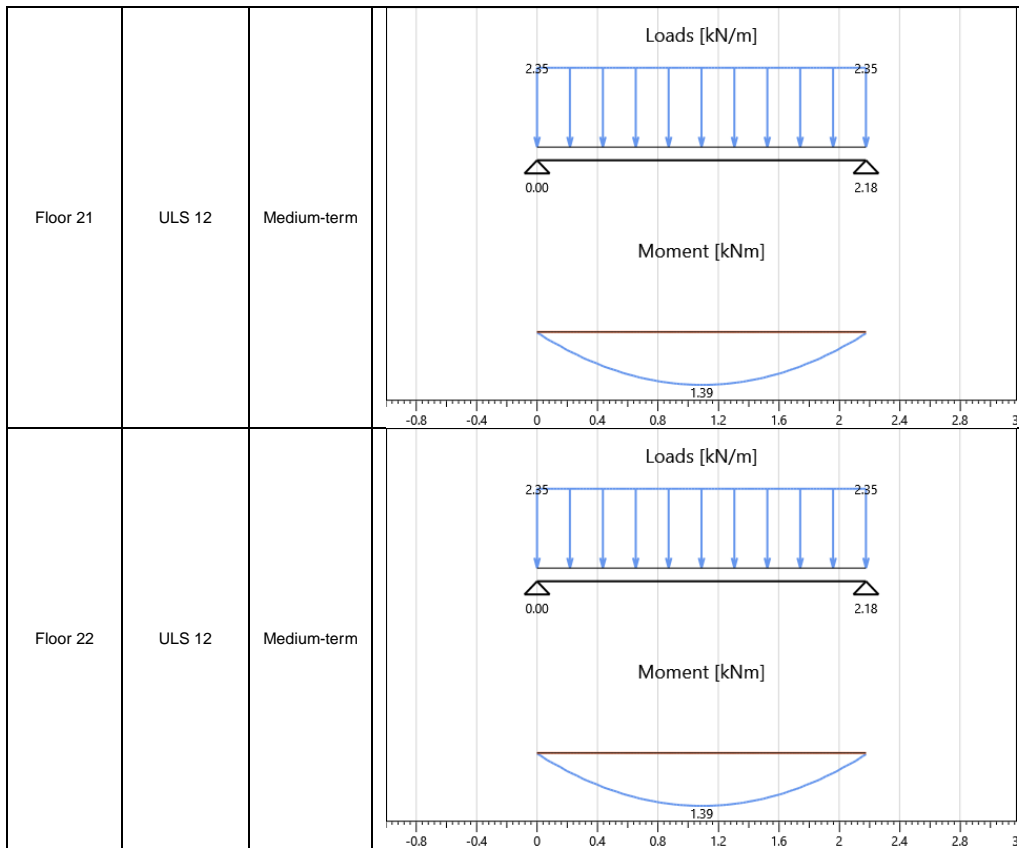 Loads [kN/m]
2.35 2.35
0.00 2.18
Floor 21 ULS 12 Medium-term
Moment [kNm]
1.39
-0.8 -0.4 0 0.4 0.8 1.2 1.6 2 2.4 2.8 3
Loads [kN/m]
2.35 2.35
0.00 2.18
Floor 22 ULS 12 Medium-term
Moment [kNm]
1.39
-0.8 -0.4 0 0.4 0.8 1.2 1.6 2 2.4 2.8 3